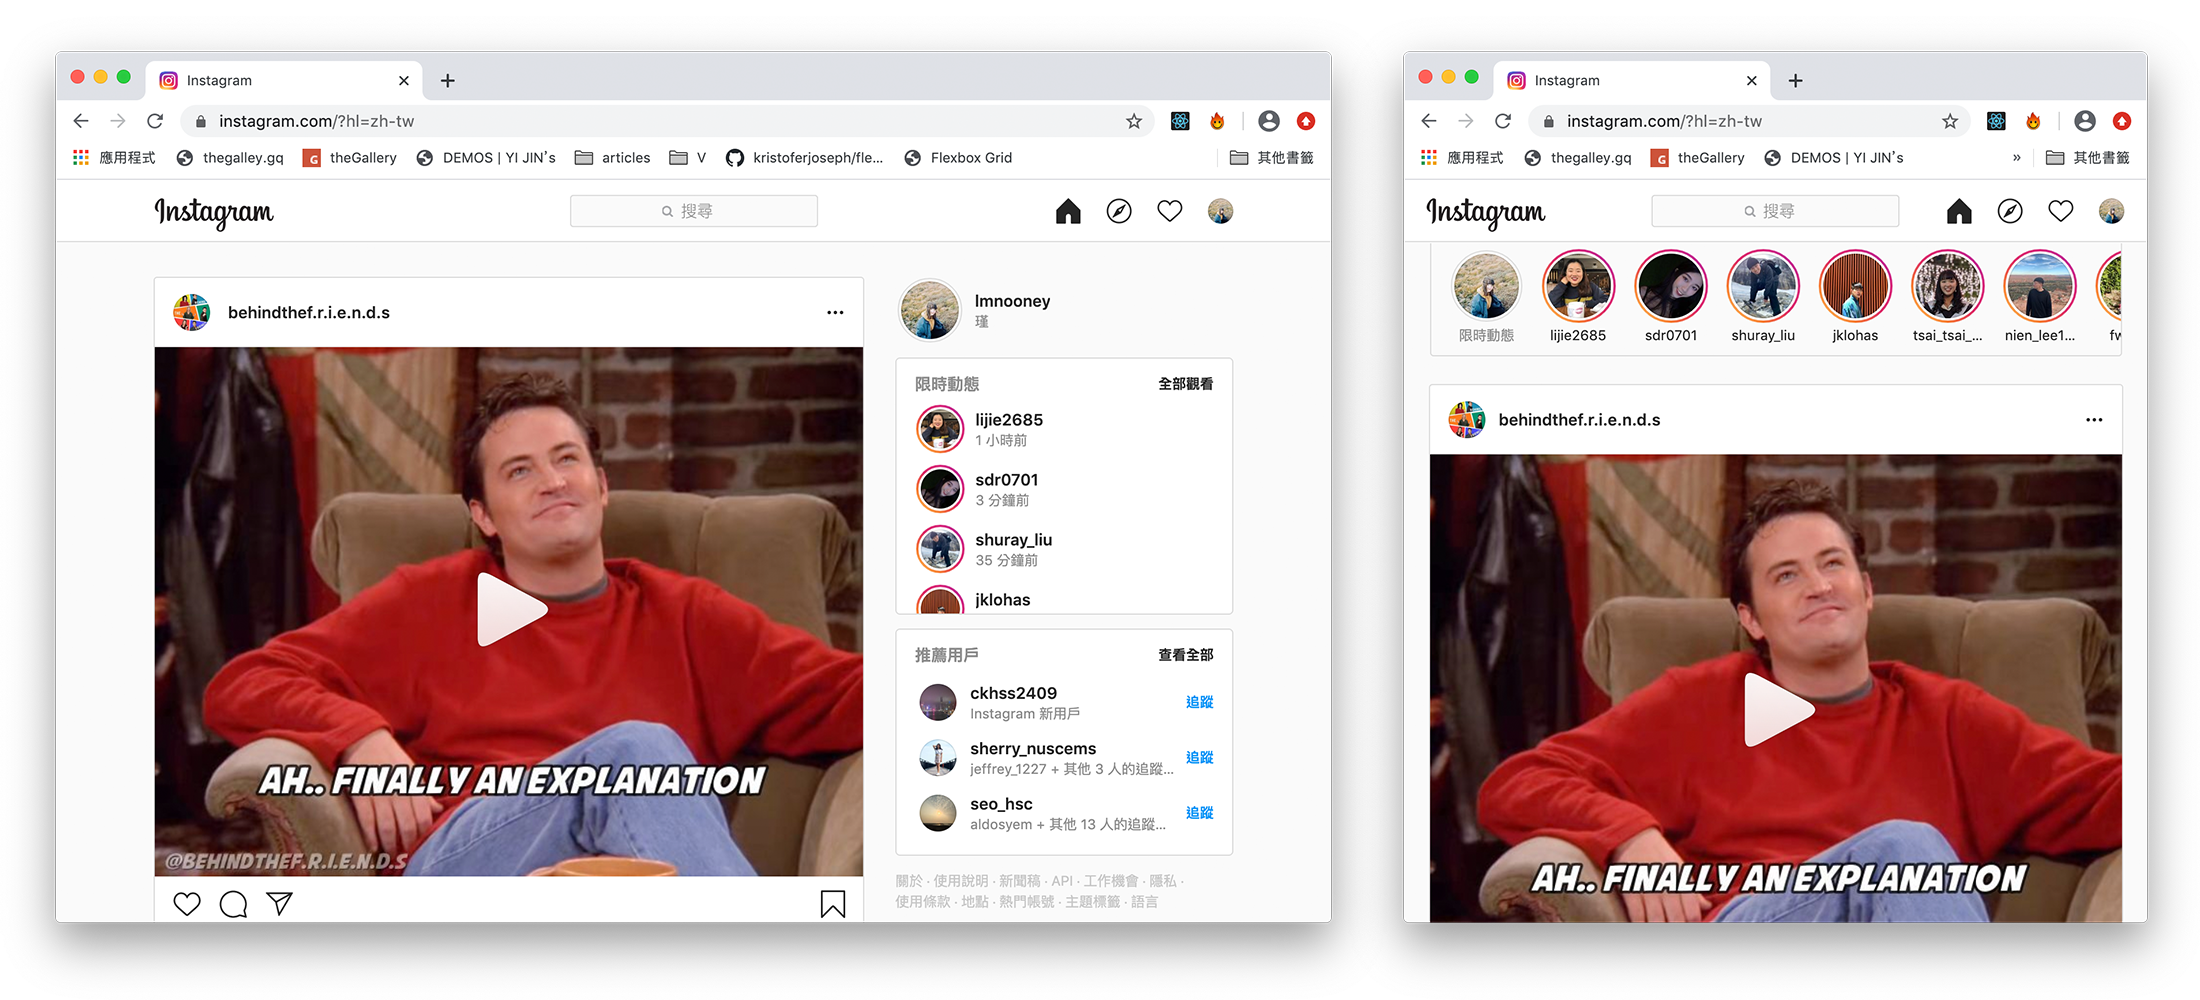 Instagram
instagram.com/?hl=zh-tw
應用程式 thegalley.gq theGallery DEMOS | YI JIN's articles V kristoferjoseph/fle... Flexbox Grid 其他書籤
Instagram 搜尋
behindthef.r.i.e.n.d.s
AH.. FINALLY AN EXPLANATION
@BEHINDTHEF.R.I.E.N.D.S
lmnooney
瑾
限時動態 全部觀看
lijie2685
1 小時前
sdr0701
3 分鐘前
shuray_liu
35 分鐘前
jklohas
推薦用戶 查看全部
ckhss2409
Instagram 新用戶
追蹤
sherry_nuscems
jeffrey_1227 + 其他 3 人的追蹤...
追蹤
seo_hsc
aldosyem + 其他 13 人的追蹤...
追蹤
關於 · 使用說明 · 新聞稿 · API · 工作機會 · 隱私 ·
使用條款 · 地點 · 熱門帳號 · 主題標籤 · 語言
Instagram
instagram.com/?hl=zh-tw
應用程式 thegalley.gq theGallery DEMOS | YI JIN's » 其他書籤
Instagram 搜尋
限時動態 lijie2685 sdr0701 shuray_liu jklohas tsai_tsai_... nien_lee1... fw
behindthef.r.i.e.n.d.s
AH.. FINALLY AN EXPLANATION